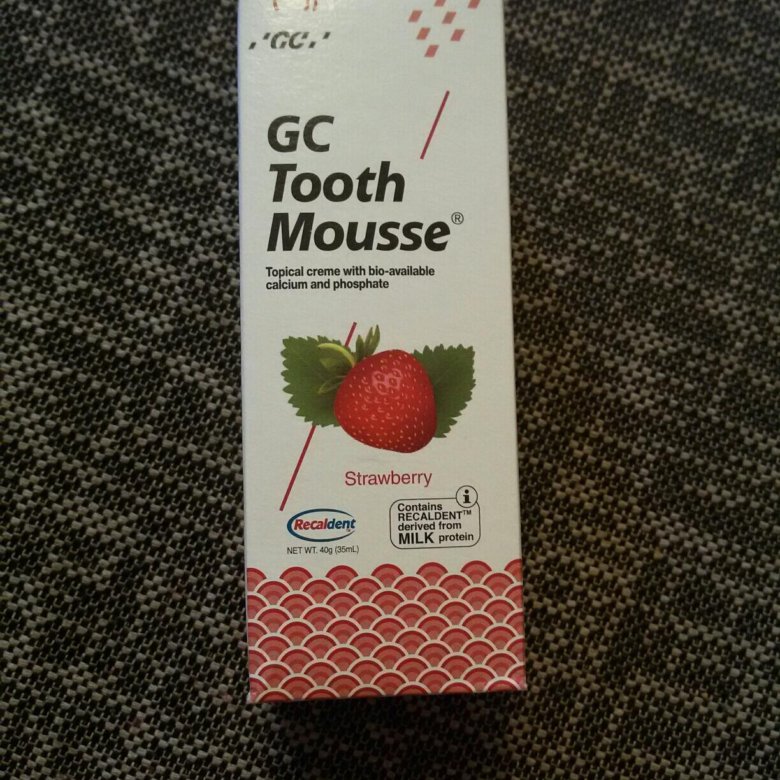 GC
GC
Tooth
Mousse®
Topical creme with bio-available
calcium and phosphate
Strawberry
Recaldent
NET WT. 40g (35mL)
i
Contains
RECALDENT™
derived from
MILK protein